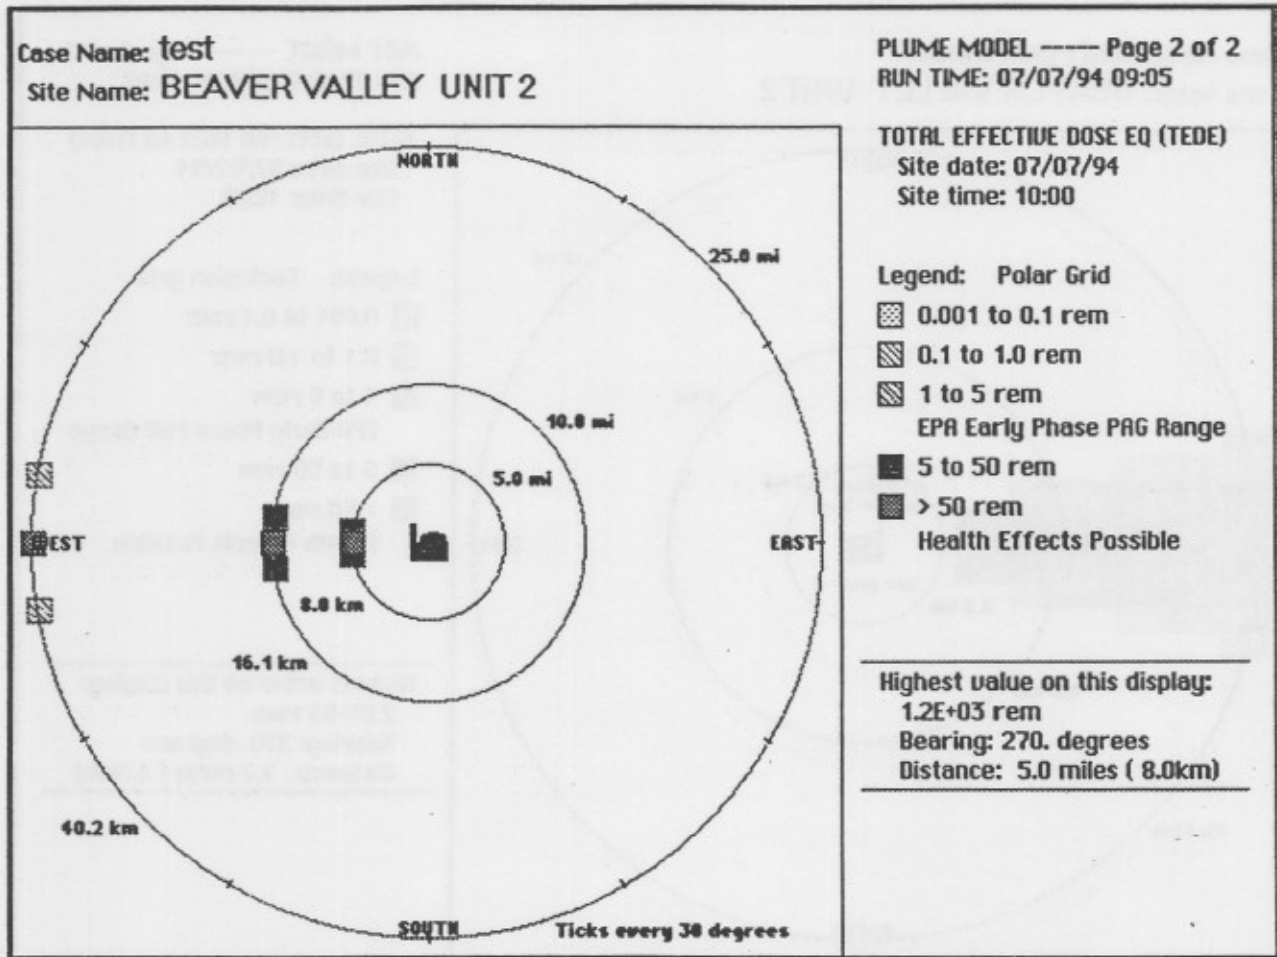 Case Name: test
Site Name: BEAVER VALLEY UNIT 2
PLUME MODEL ----- Page 2 of 2
RUN TIME: 07/07/94 09:05
TOTAL EFFECTIVE DOSE EQ (TEDE)
Site date: 07/07/94
Site time: 10:00
Legend: Polar Grid
0.001 to 0.1 rem
0.1 to 1.0 rem
1 to 5 rem
EPA Early Phase PAG Range
5 to 50 rem
> 50 rem
Health Effects Possible
Highest value on this display:
1.2E+03 rem
Bearing: 270. degrees
Distance: 5.0 miles ( 8.0km)
NORTH
25.0 mi
10.0 mi
5.0 mi
EST
EAST
8.0 km
16.1 km
40.2 km
SOUTH
Ticks every 30 degrees